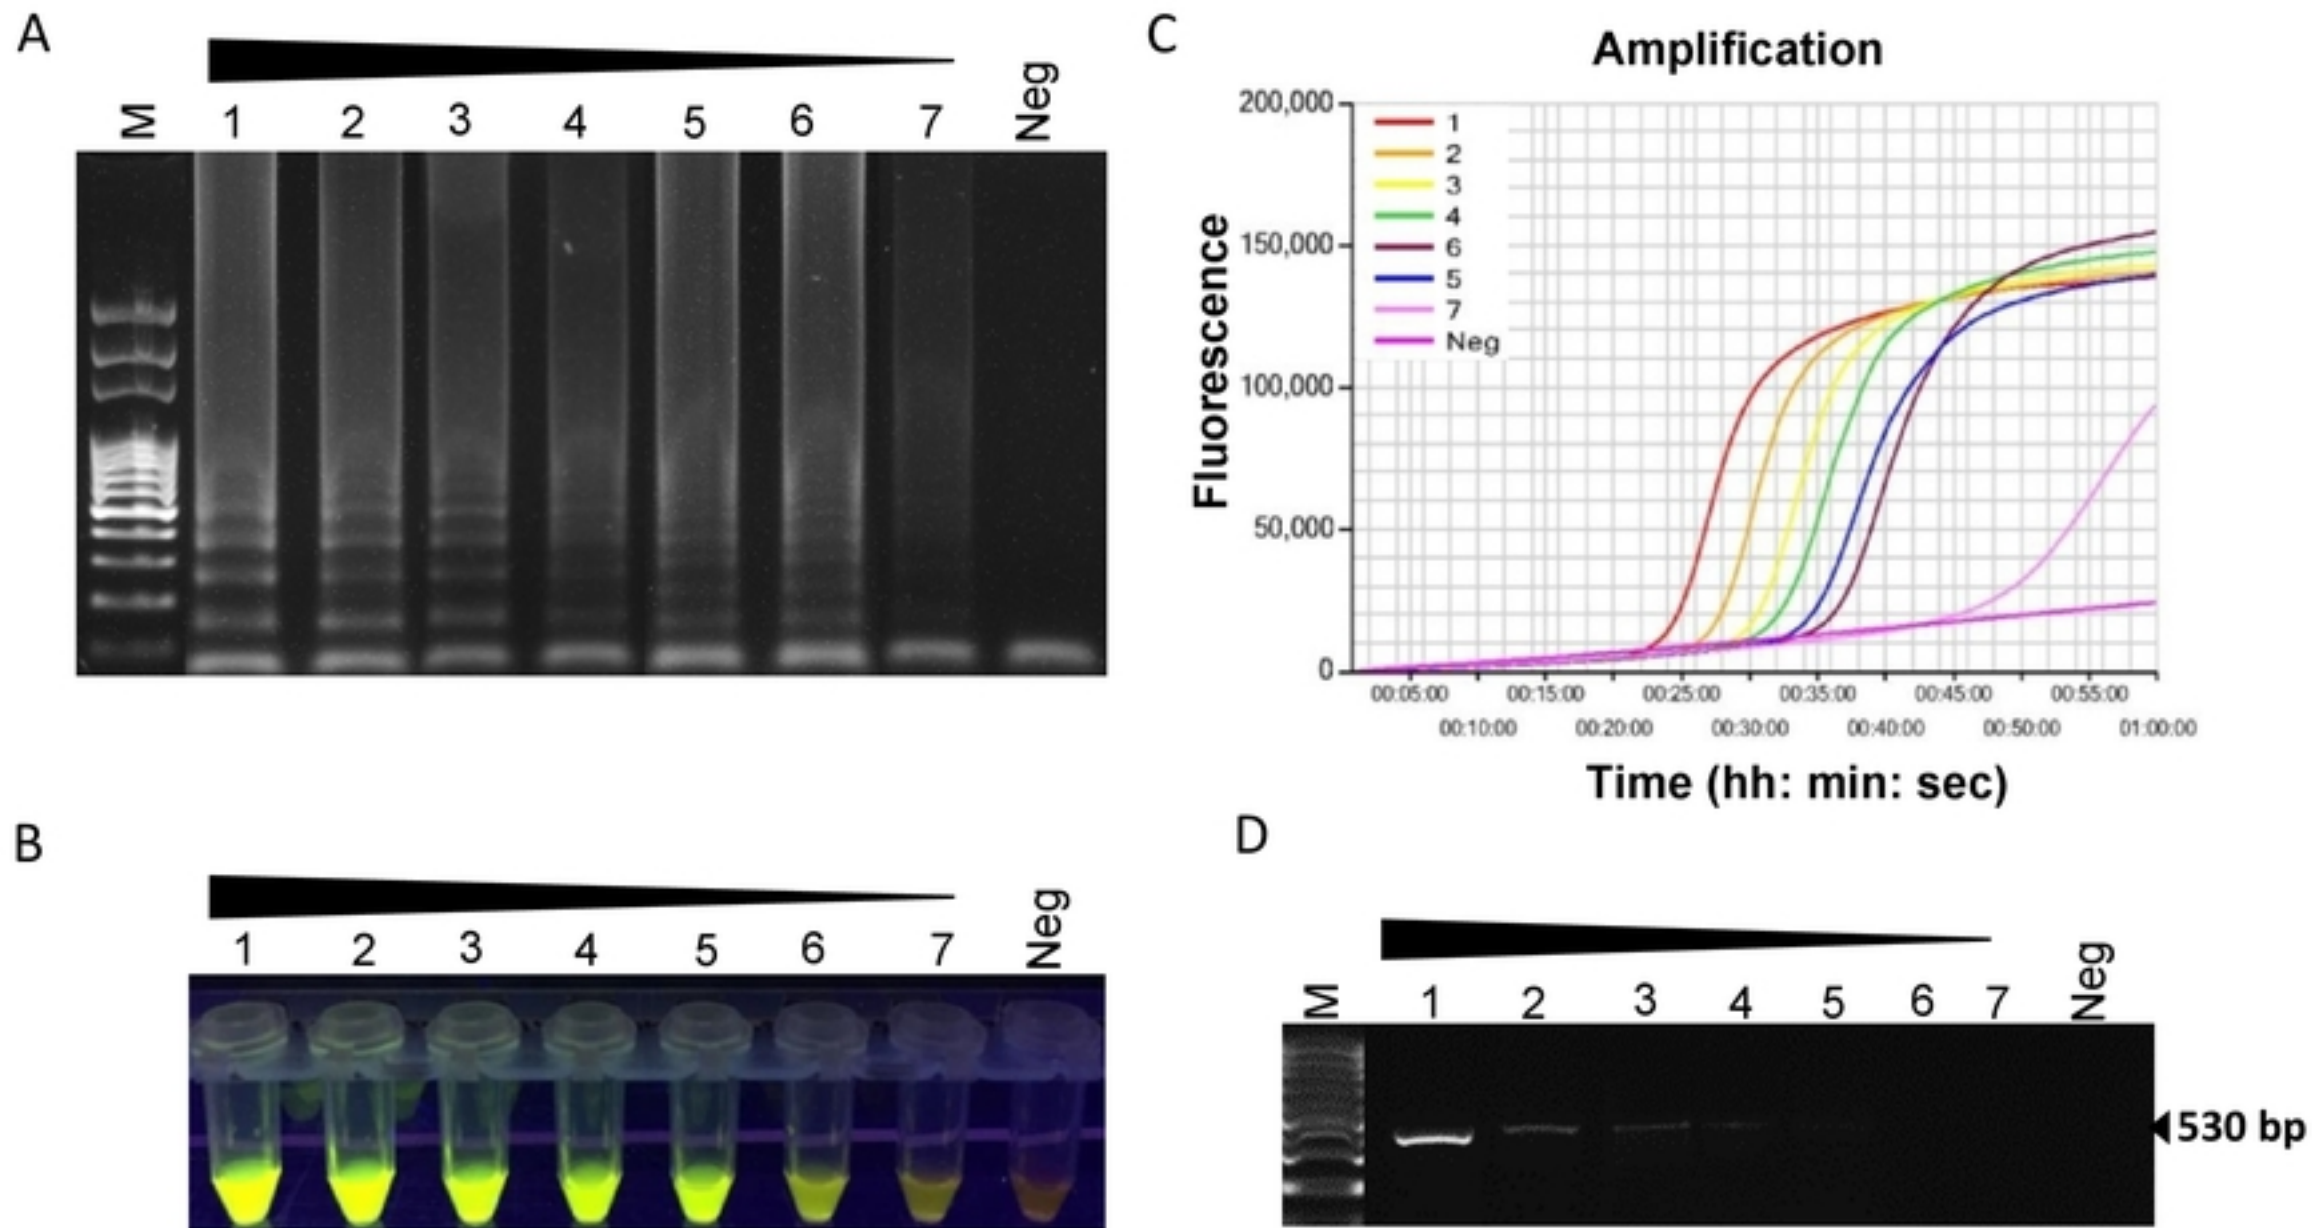 A
M 1 2 3 4 5 6 7 Neg
B
1 2 3 4 5 6 7 Neg
C
Amplification
Fluorescence
200,000
150,000
100,000
50,000
0
1
2
3
4
6
5
7
Neg
00:05:00 00:15:00 00:25:00 00:35:00 00:45:00 00:55:00
00:10:00 00:20:00 00:30:00 00:40:00 00:50:00 01:00:00
Time (hh: min: sec)
D
M 1 2 3 4 5 6 7 Neg
530 bp